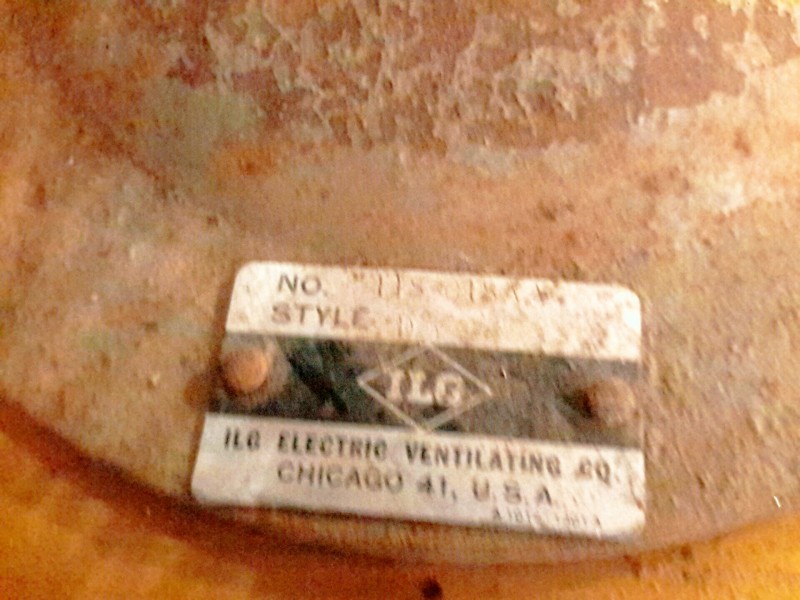 NO.
STYLE
ILG
ILG ELECTRIC VENTILATING CO.
CHICAGO 41, U.S.A.